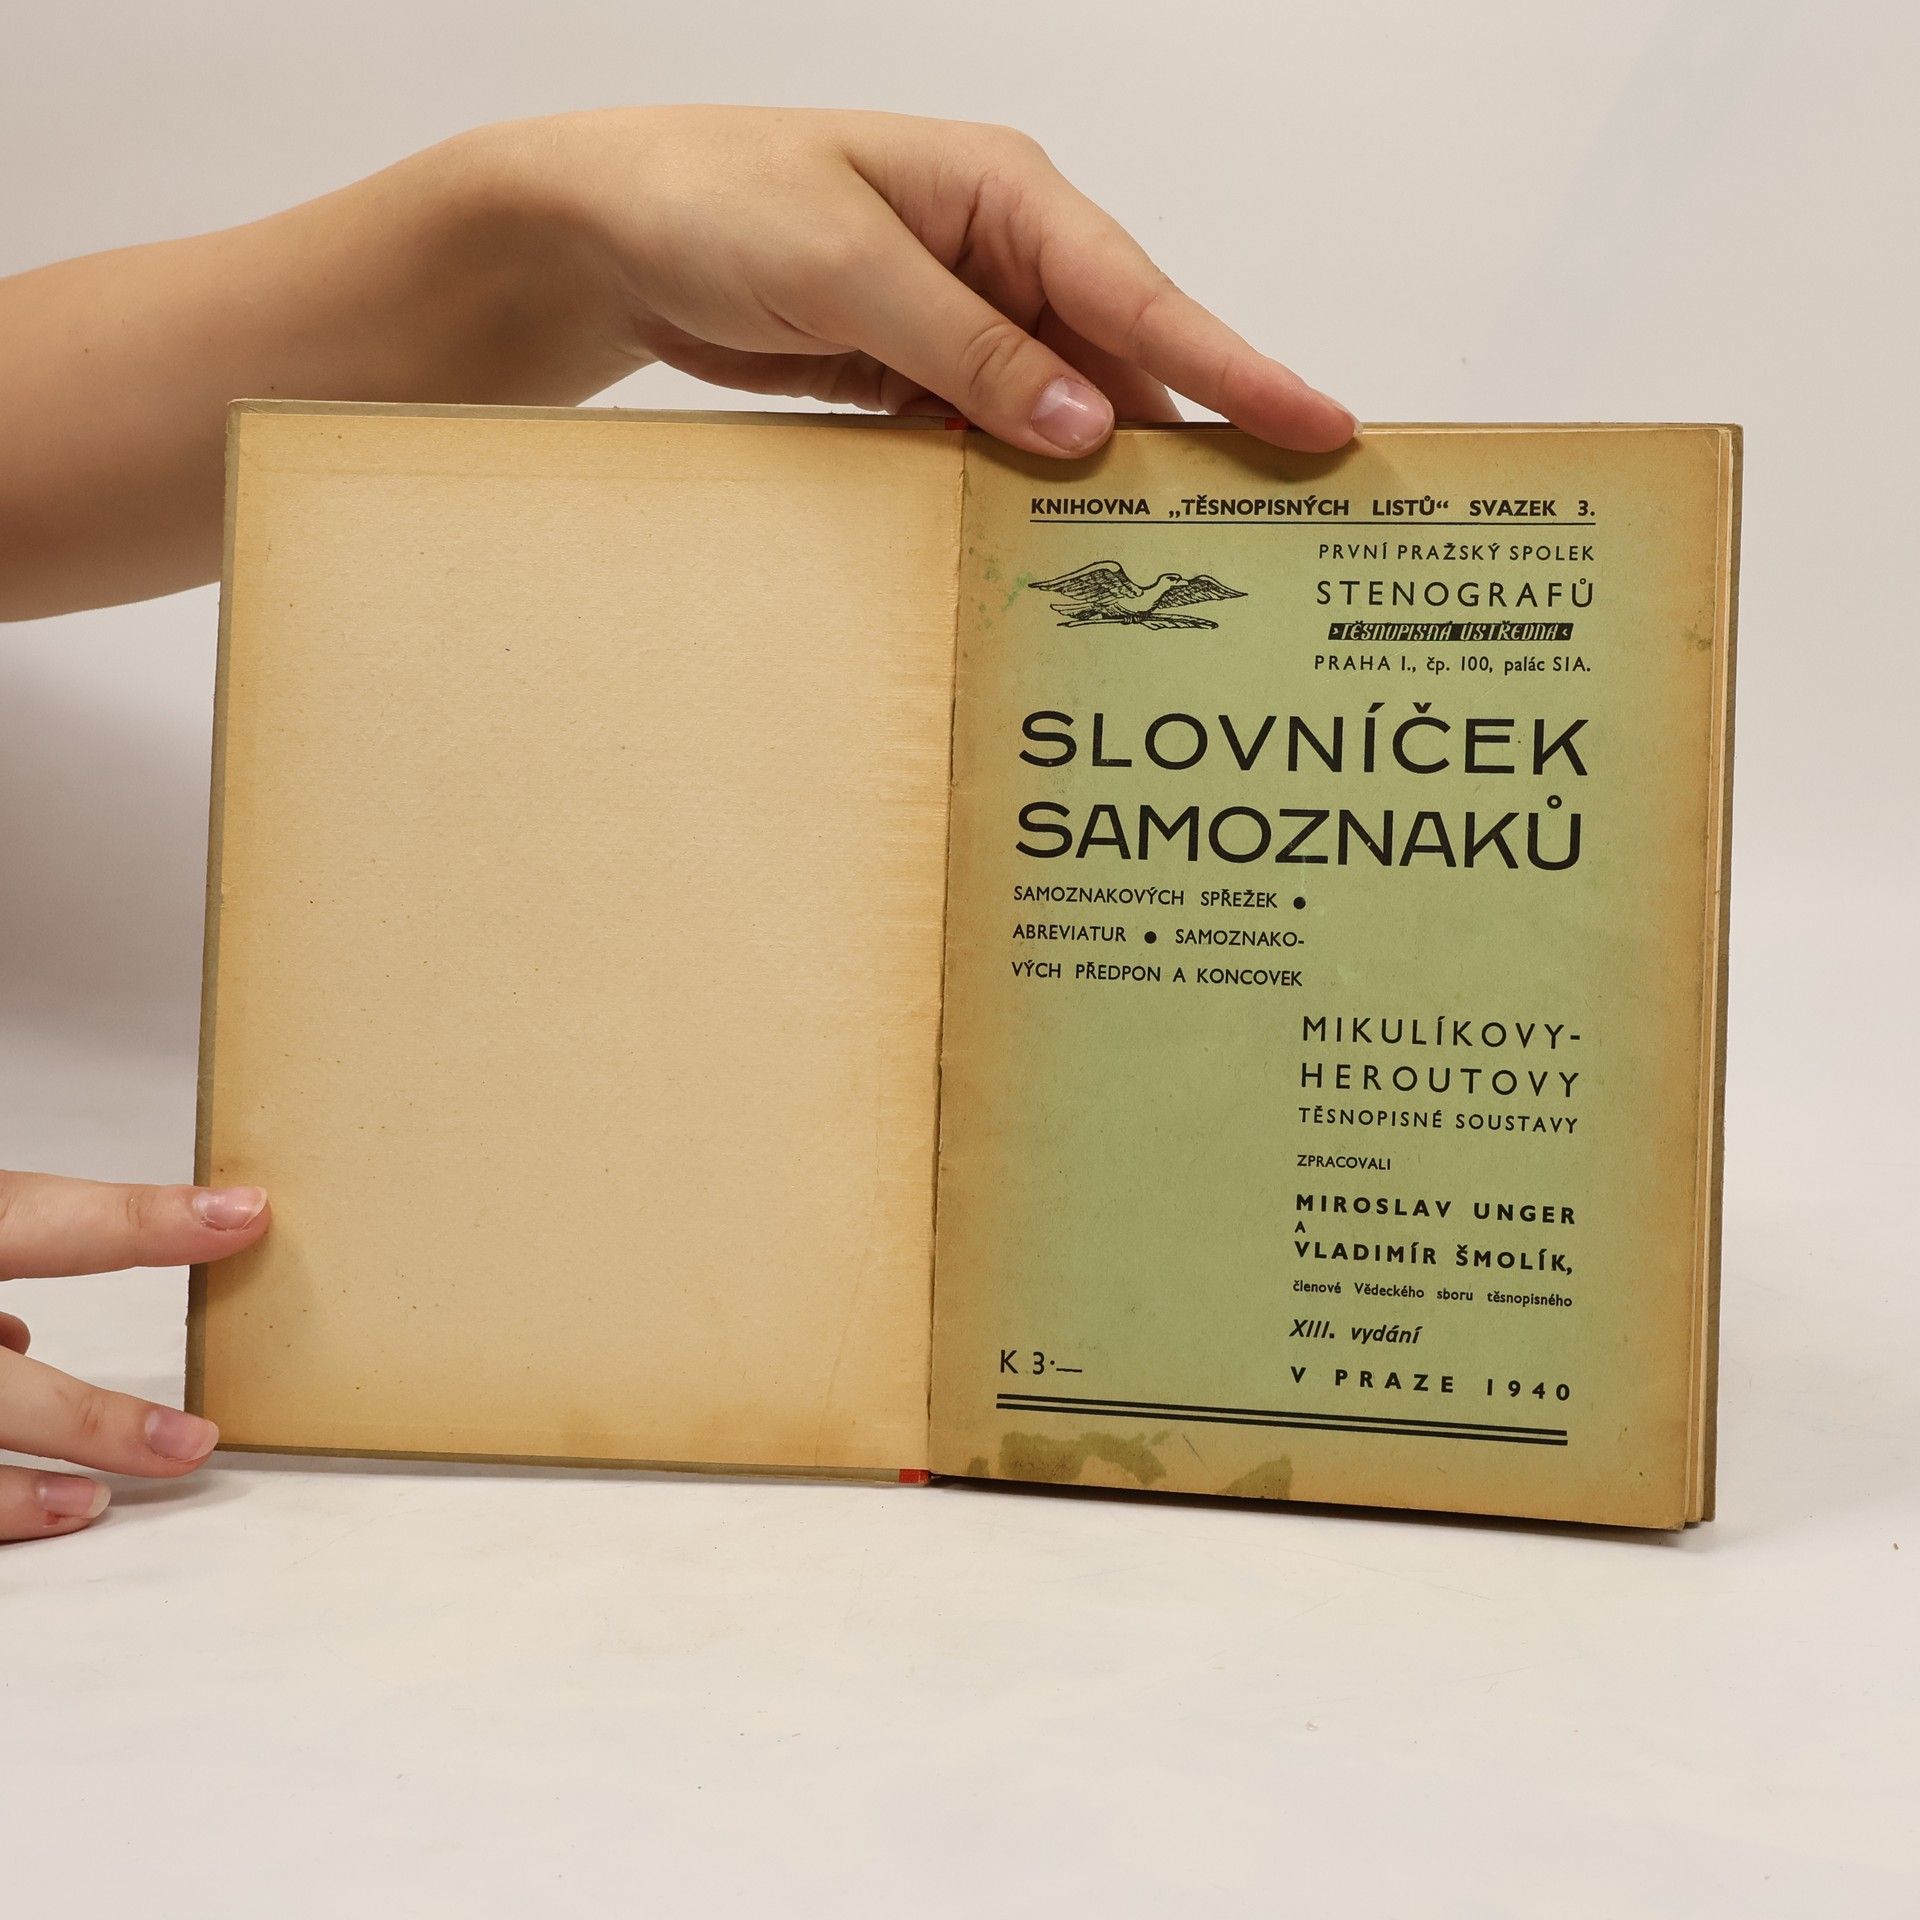 KNIHOVNA „TĚSNOPISNÝCH LISTŮ“ SVAZEK 3.
PRVNÍ PRAŽSKÝ SPOLEK
STENOGRAFŮ
›TĚSNOPISNÁ ÚSTŘEDNA‹
PRAHA I., čp. 100, palác SIA.
SLOVNÍČEK
SAMOZNAKŮ
SAMOZNAKOVÝCH SPŘEŽEK ●
ABREVIATUR ● SAMOZNAKO-
VÝCH PŘEDPON A KONCOVEK
MIKULÍKOVY-
HEROUTOVY
TĚSNOPISNÉ SOUSTAVY
ZPRACOVALI
MIROSLAV UNGER
A
VLADIMÍR ŠMOLÍK,
členové Vědeckého sboru těsnopisného
XIII. vydání
K 3·—
V PRAZE 1940